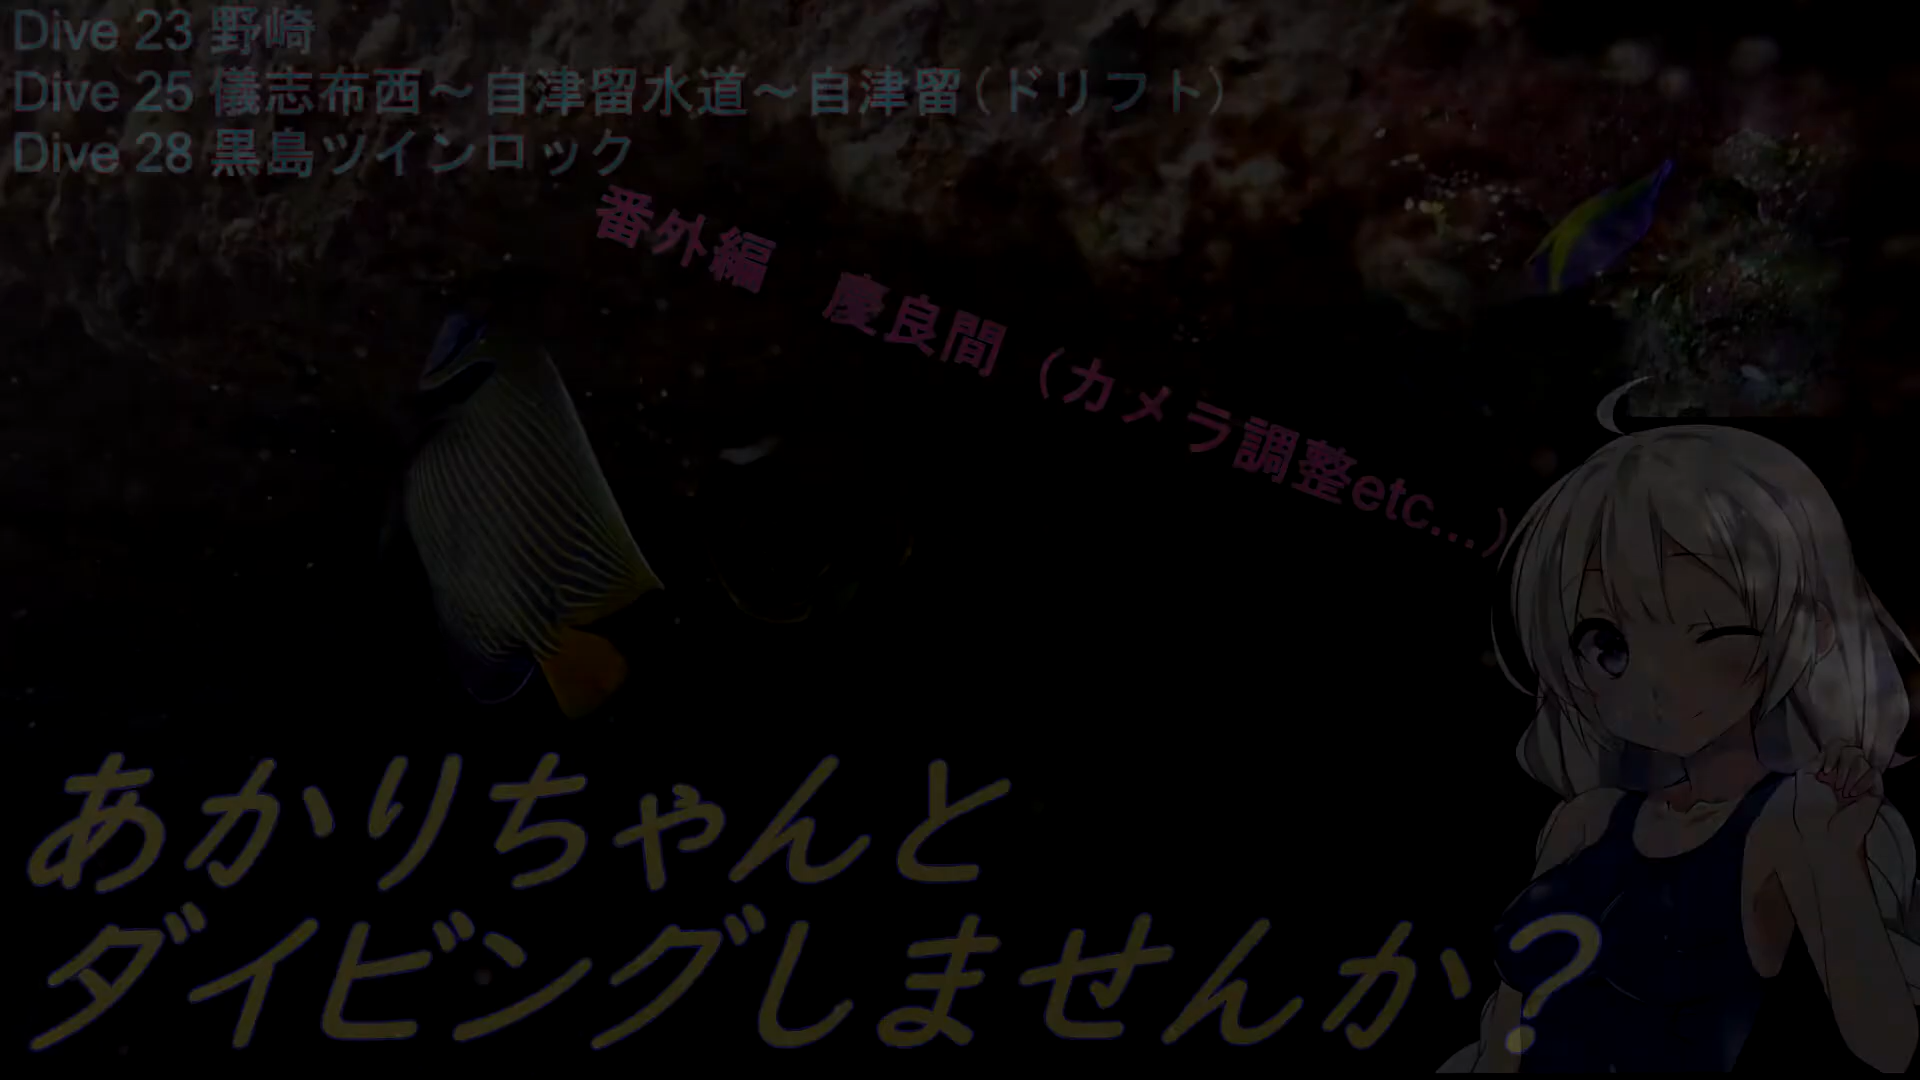 Dive 23 野崎
Dive 25 儀志布西～自津留水道～自津留(ドリフト)
Dive 28 黒島ツインロック
番外編　慶良間（カメラ調整etc...）
あかりちゃんと
ダイビングしませんか？